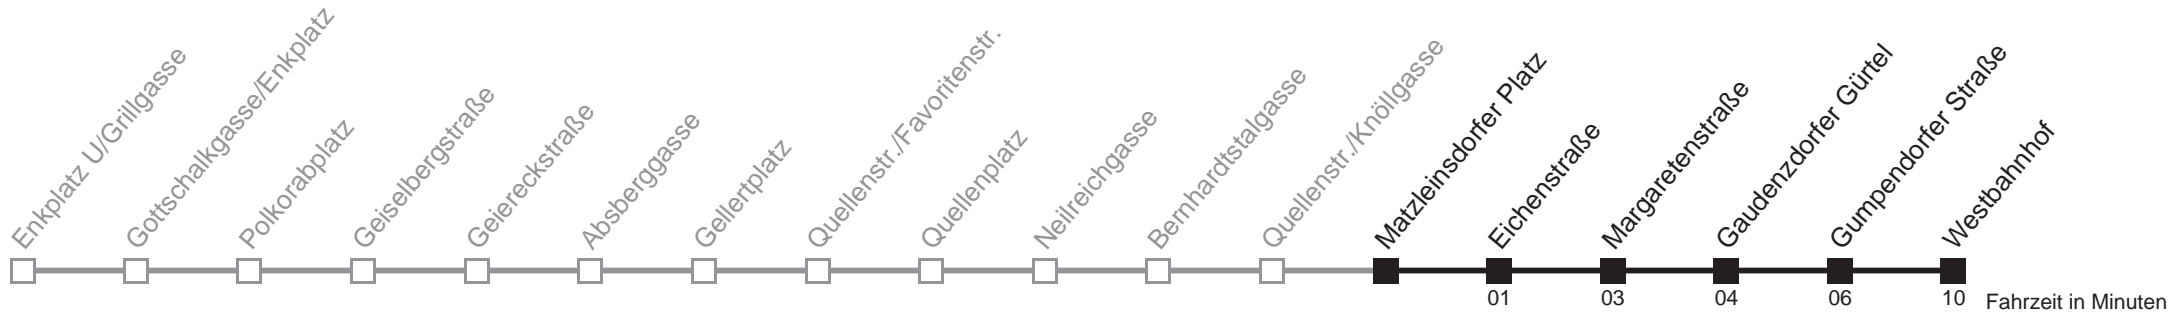 Enkplatz U/Grillgasse
Gottschalkgasse/Enkplatz
Polkorabplatz
Geiselbergstraße
Geiereckstraße
Absberggasse
Gellertplatz
Quellenstr./Favoritenstr.
Quellenplatz
Neilreichgasse
Bernhardtstalgasse
Quellenstr./Knöllgasse
Matzleinsdorfer Platz
Eichenstraße
Margaretenstraße
Gaudenzdorfer Gürtel
Gumpendorfer Straße
Westbahnhof
01 03 04 06 10 Fahrzeit in Minuten